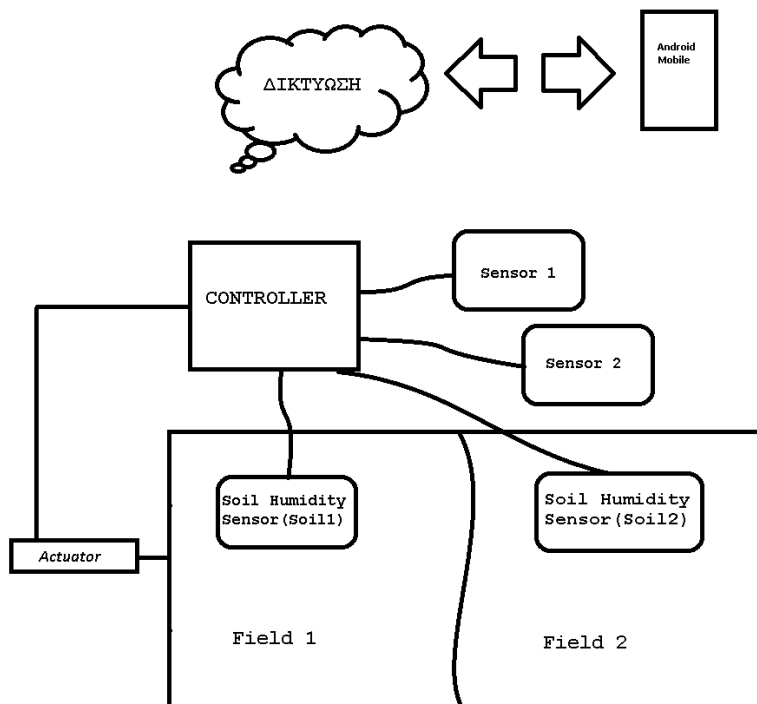 ΔΙΚΤΥΩΣΗ
Android
Mobile
CONTROLLER
Sensor 1
Sensor 2
Soil Humidity
Sensor(Soil1)
Soil Humidity
Sensor(Soil2)
Actuator
Field 1
Field 2